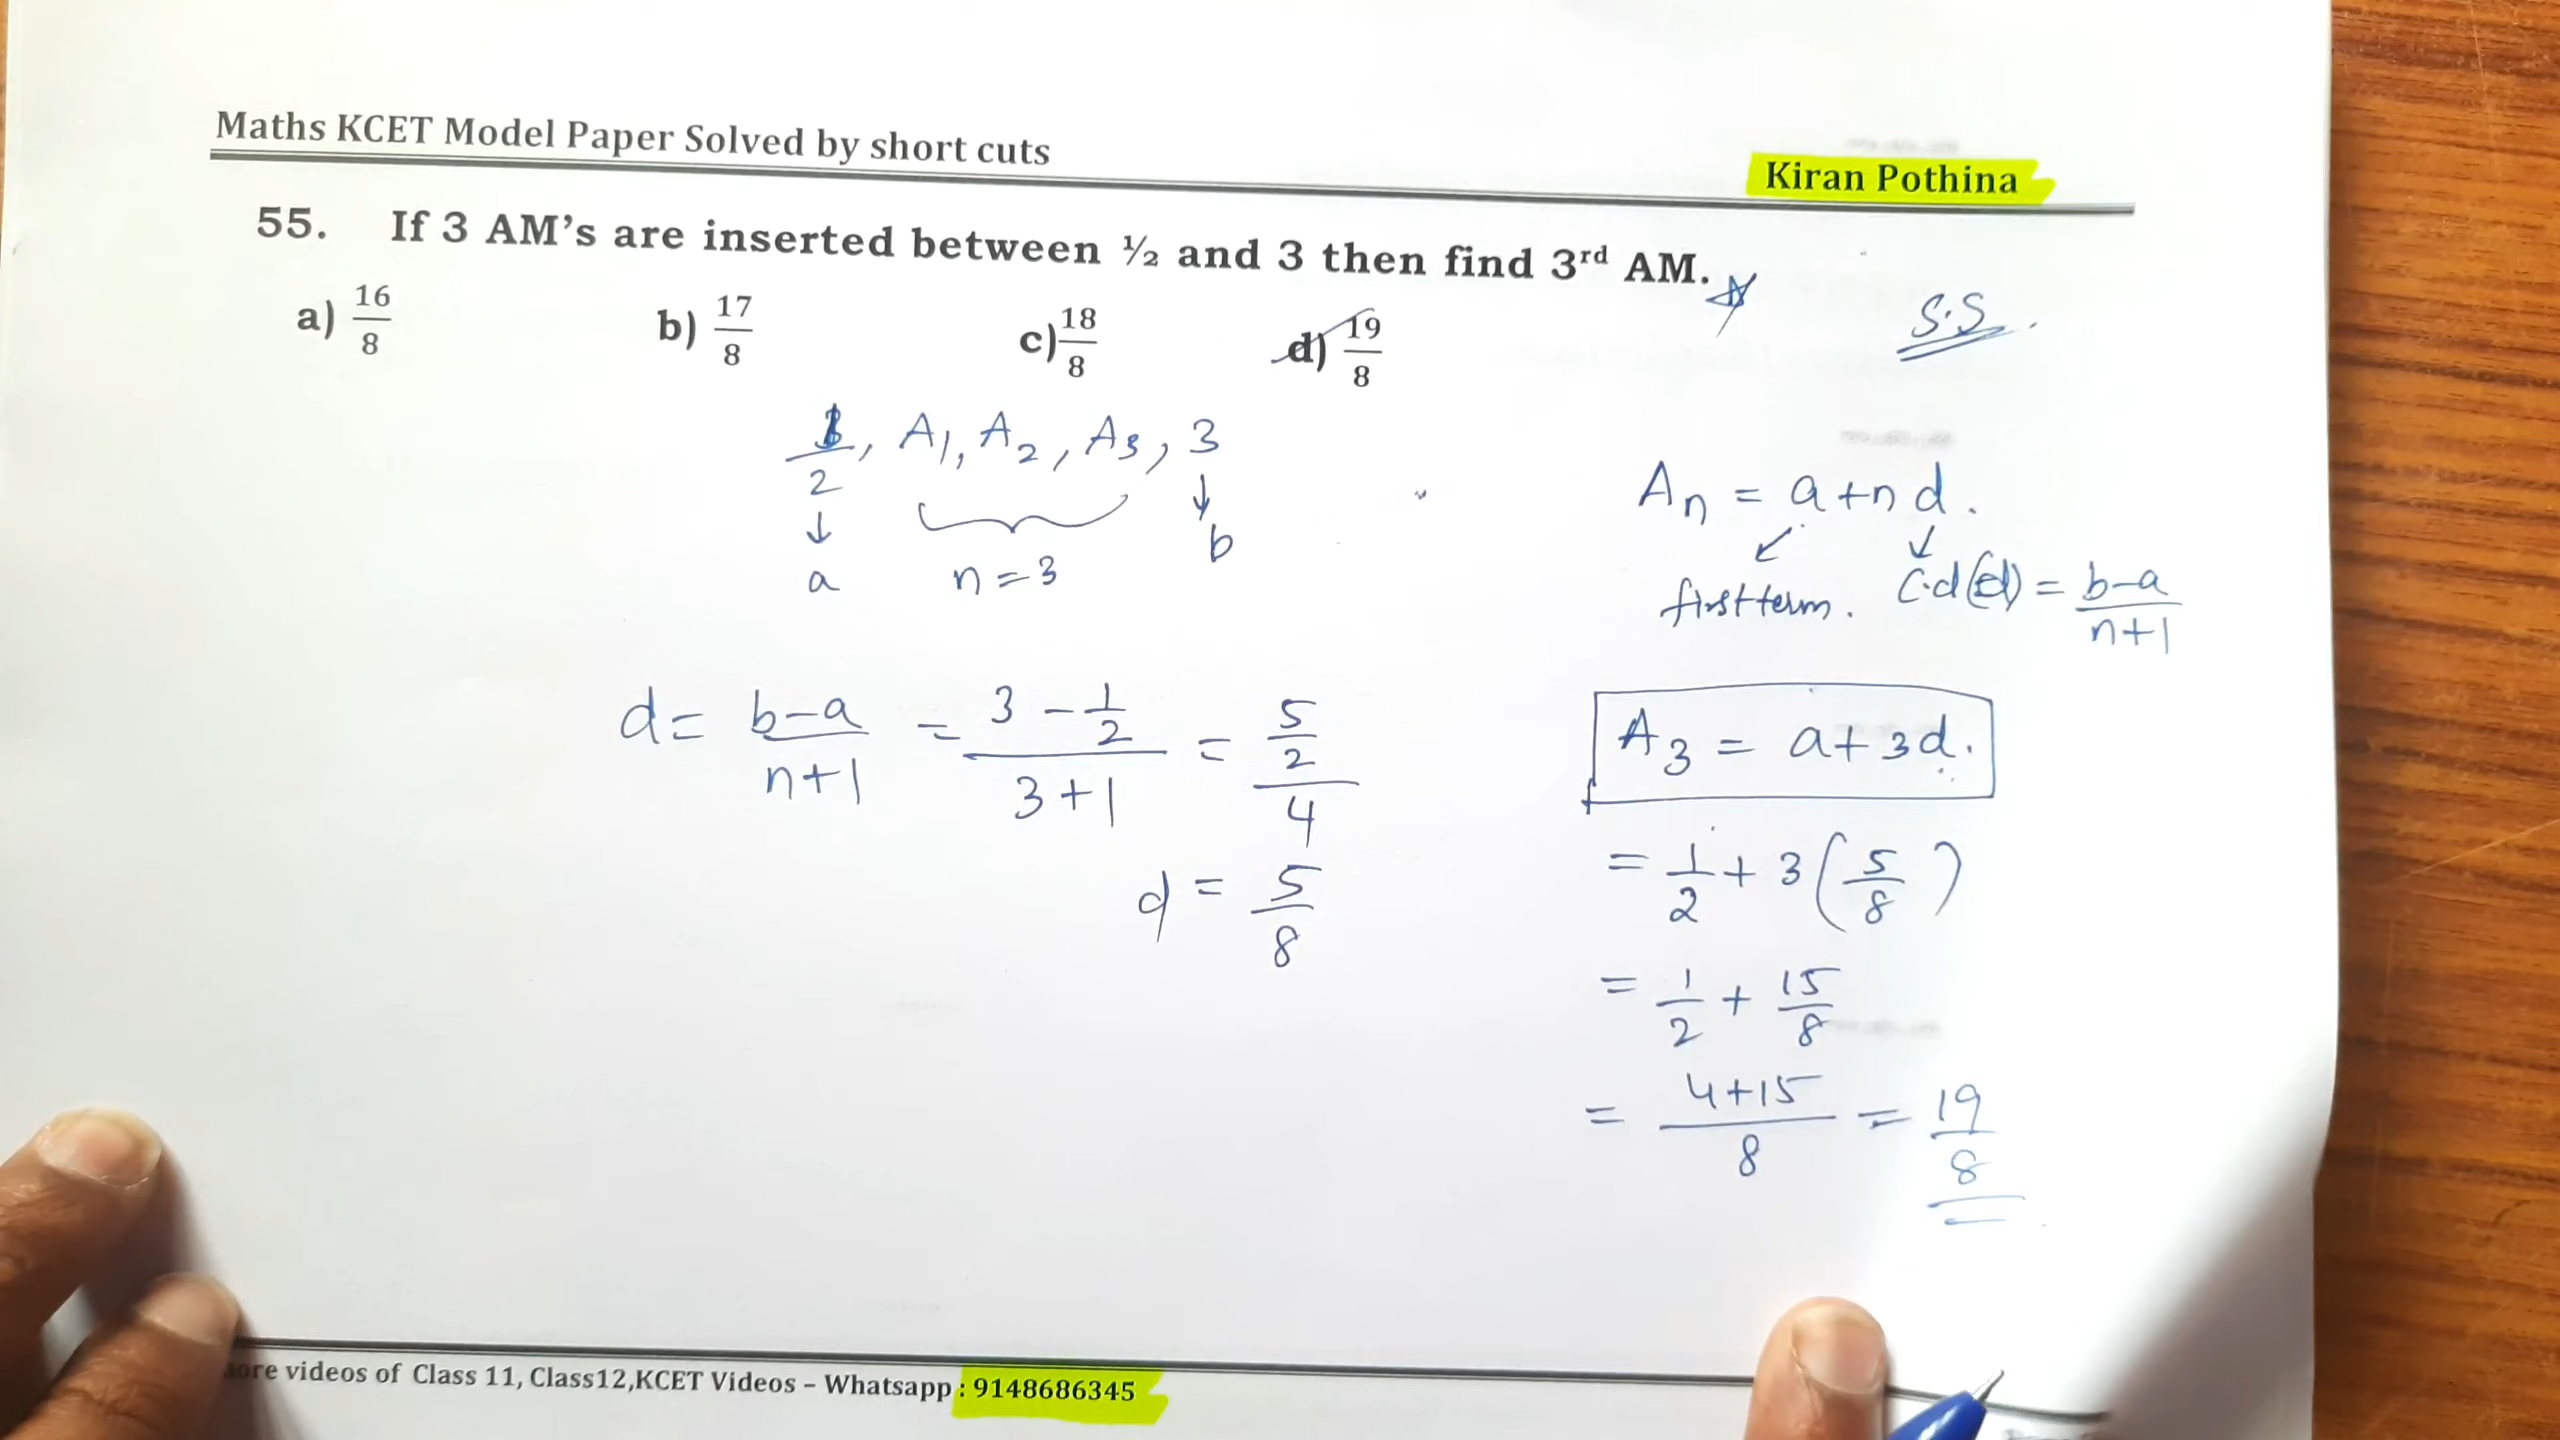 Maths KCET Model Paper Solved by short cuts
Kiran Pothina
55. If 3 AM's are inserted between ½ and 3 then find 3rd AM.
a) 16/8 b) 17/8 c) 18/8 d) 19/8
S.S
1/2, A1, A2, A3, 3
a n=3 b
An = a+nd.
first term. C.d(d) = b-a/n+1
d = b-a/n+1 = 3-1/2/3+1 = 5/2/4
d = 5/8
A3 = a+3d.
= 1/2 + 3(5/8)
= 1/2 + 15/8
= 4+15/8 = 19/8
videos of Class 11, Class12,KCET Videos – Whatsapp : 9148686345